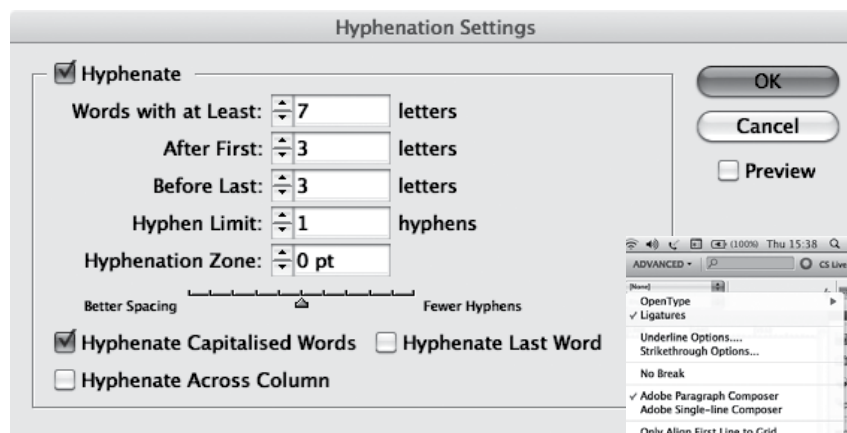 Hyphenation Settings
Hyphenate
Words with at Least: 7 letters
After First: 3 letters
Before Last: 3 letters
Hyphen Limit: 1 hyphens
Hyphenation Zone: 0 pt
Better Spacing Fewer Hyphens
Hyphenate Capitalised Words Hyphenate Last Word
Hyphenate Across Column
OK
Cancel
Preview
(100%) Thu 15:38
ADVANCED CS Live
[None]
OpenType
Ligatures
Underline Options....
Strikethrough Options...
No Break
Adobe Paragraph Composer
Adobe Single-line Composer
Only Align First Line to Grid